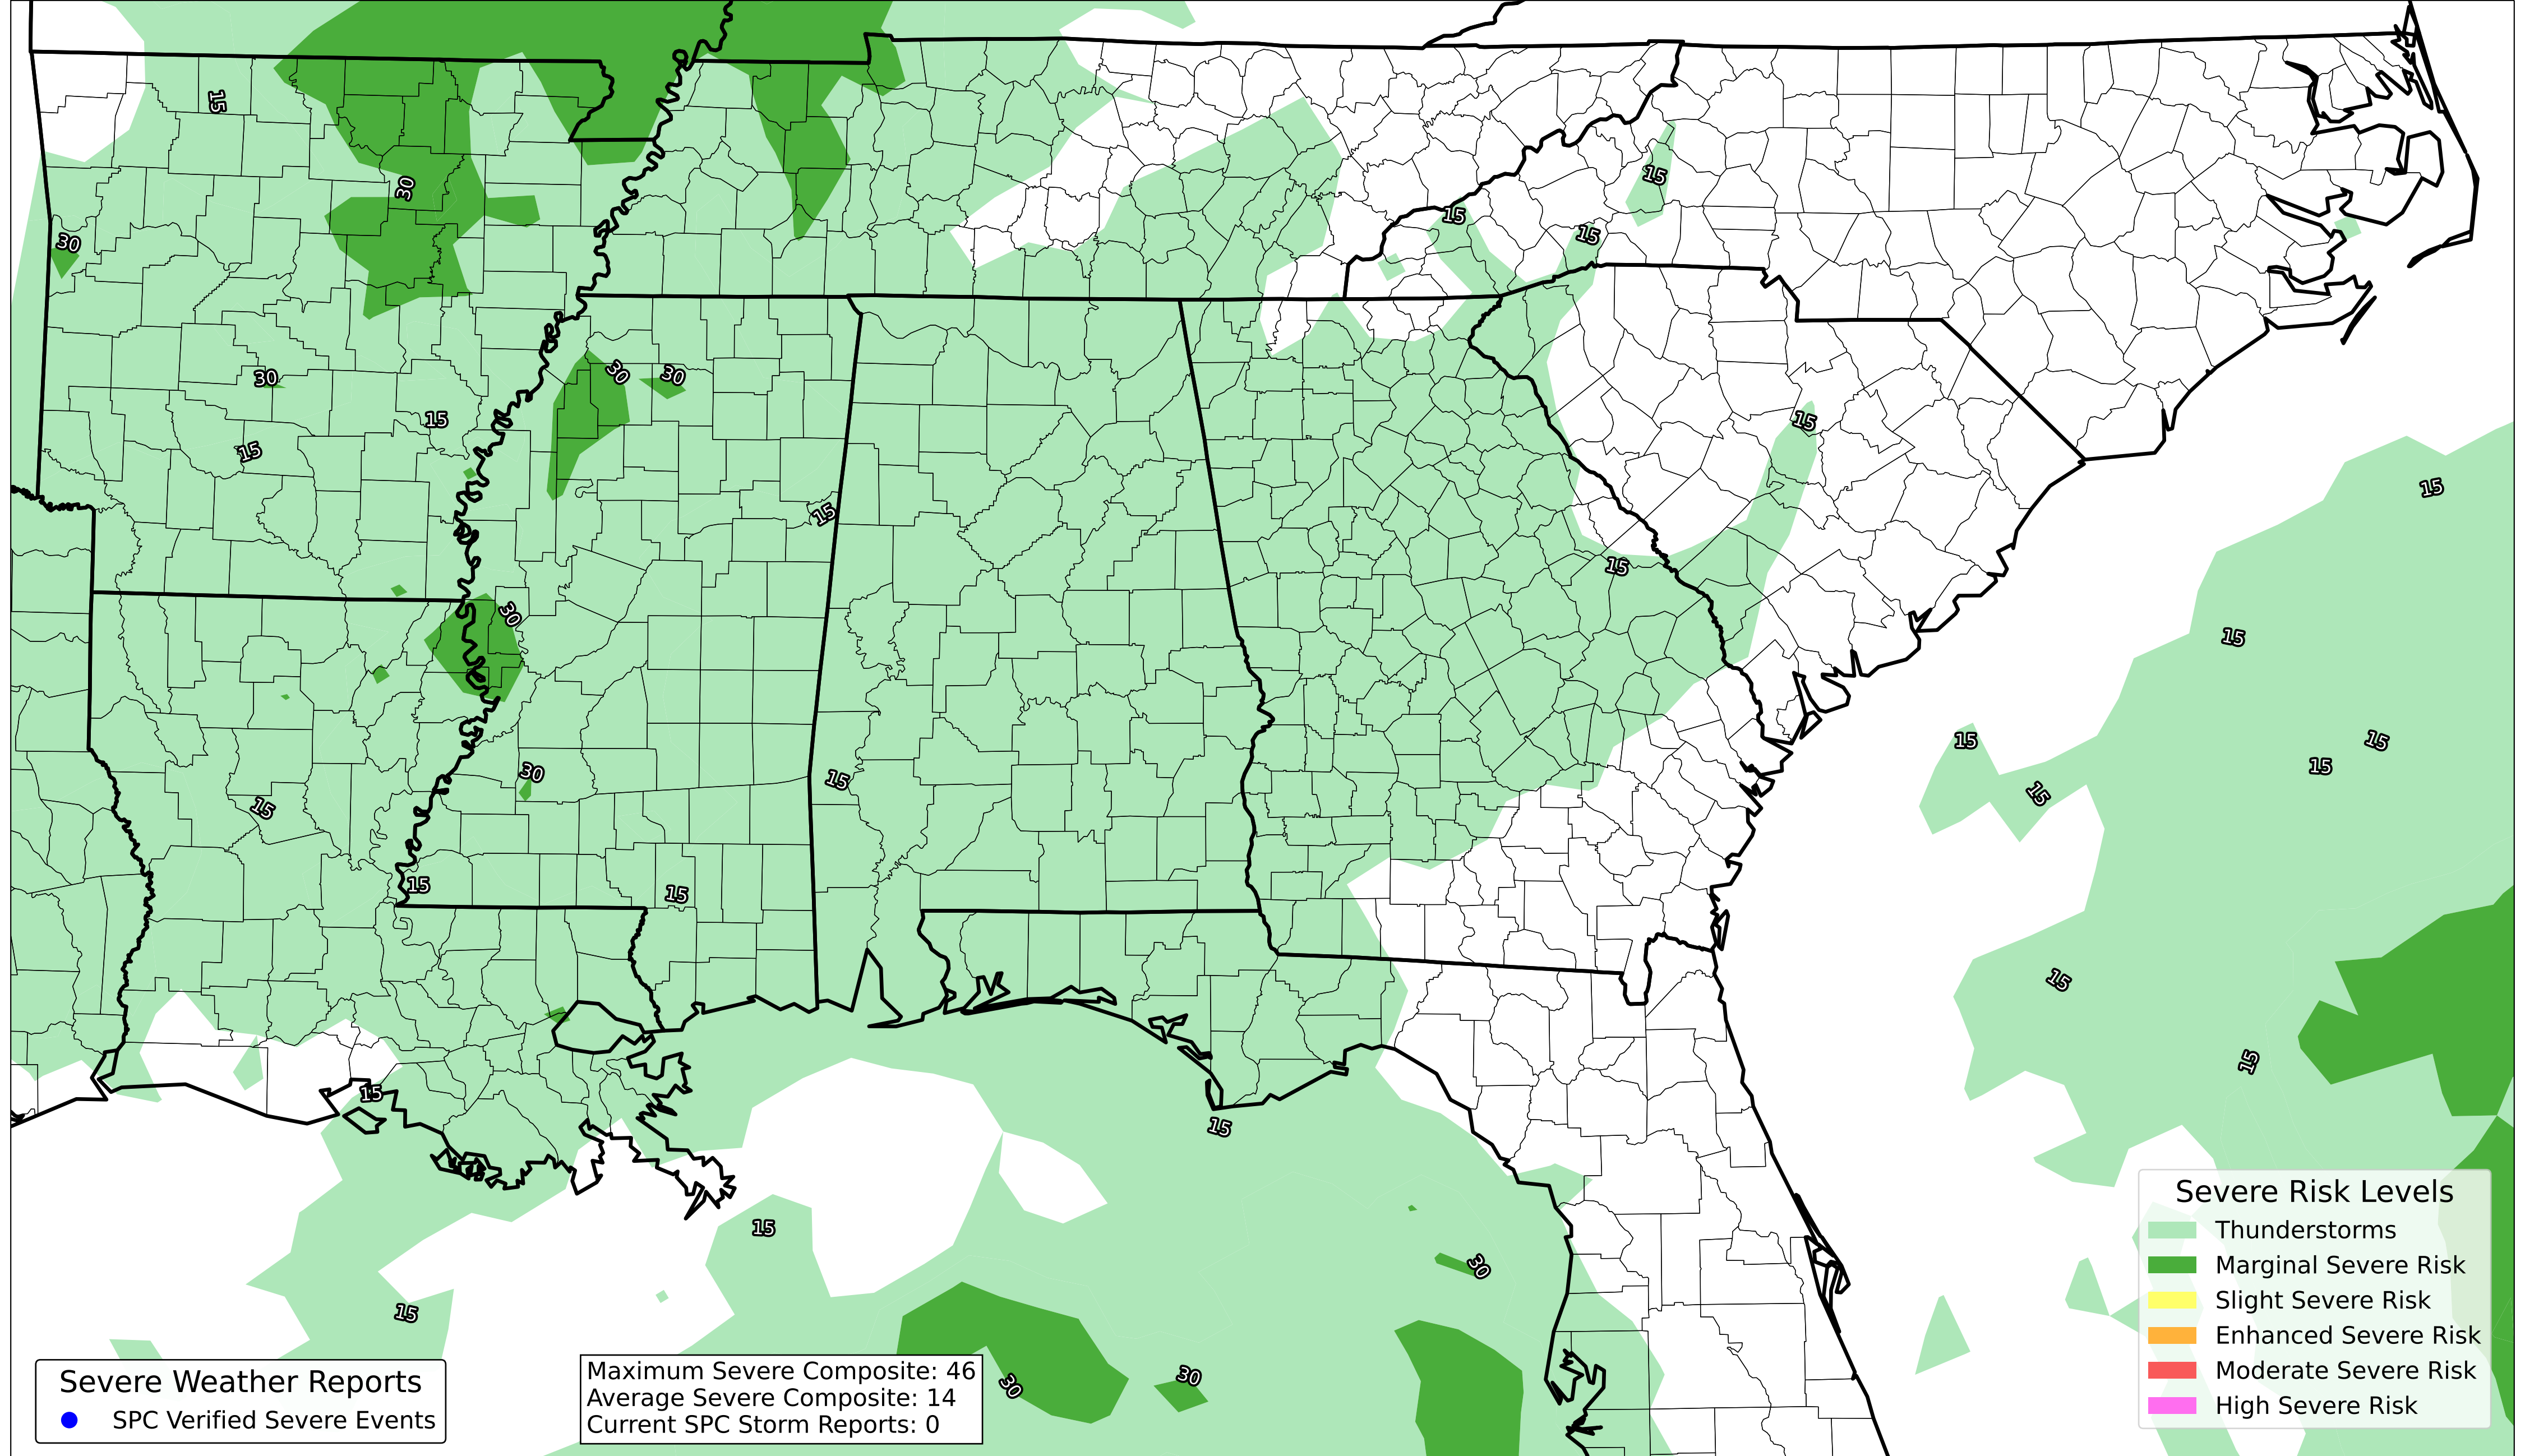 15
30
15
15
15
30
30
30
30
15
15
15
15
15
15
30
15
15
15
15
30
15
15
15
15
15
15
15
15
15
15
30
15
30
30
Severe Risk Levels
Thunderstorms
Marginal Severe Risk
Slight Severe Risk
Enhanced Severe Risk
Moderate Severe Risk
High Severe Risk
Severe Weather Reports
SPC Verified Severe Events
Maximum Severe Composite: 46
Average Severe Composite: 14
Current SPC Storm Reports: 0